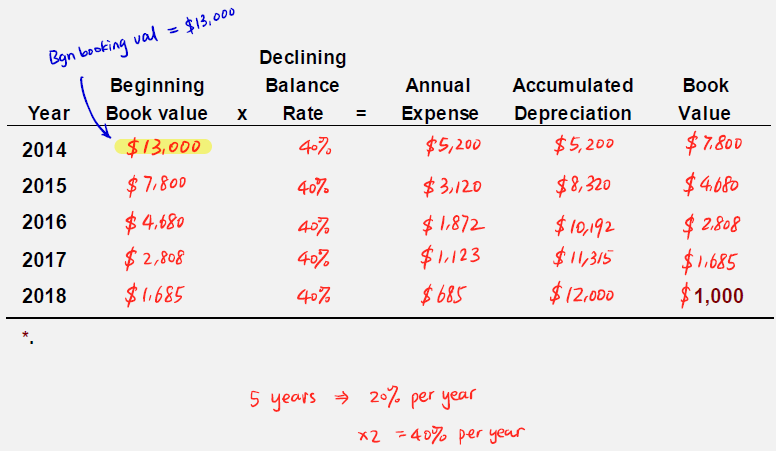 Bgn booking val = $13,000
Declining
Beginning Balance Annual Accumulated Book
Year Book value x Rate = Expense Depreciation Value
2014 $13,000 40% $5,200 $5,200 $7,800
2015 $7,800 40% $3,120 $8,320 $4,680
2016 $4,680 40% $1,872 $10,192 $2,808
2017 $2,808 40% $1,123 $11,315 $1,685
2018 $1,685 40% $685 $12,000 $1,000
*.
5 years ⇒ 20% per year
x2 = 40% per year